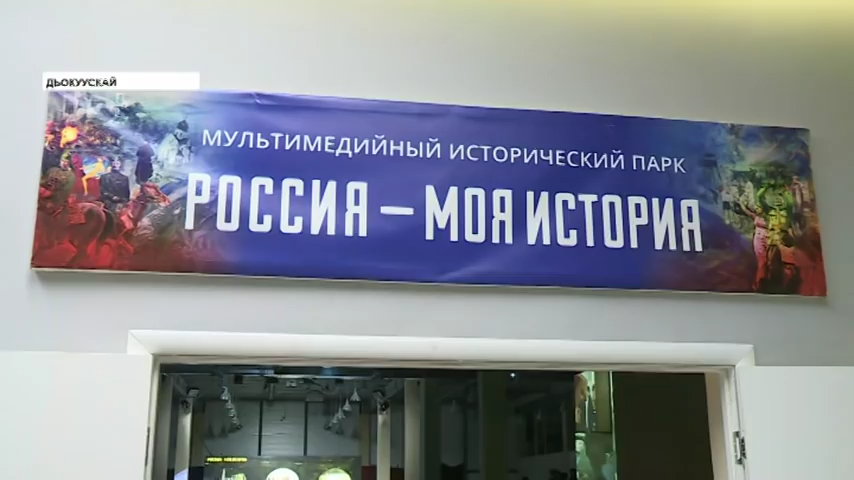 ДЬОКУУСКАЙ
МУЛЬТИМЕДИЙНЫЙ ИСТОРИЧЕСКИЙ ПАРК
РОССИЯ – МОЯ ИСТОРИЯ